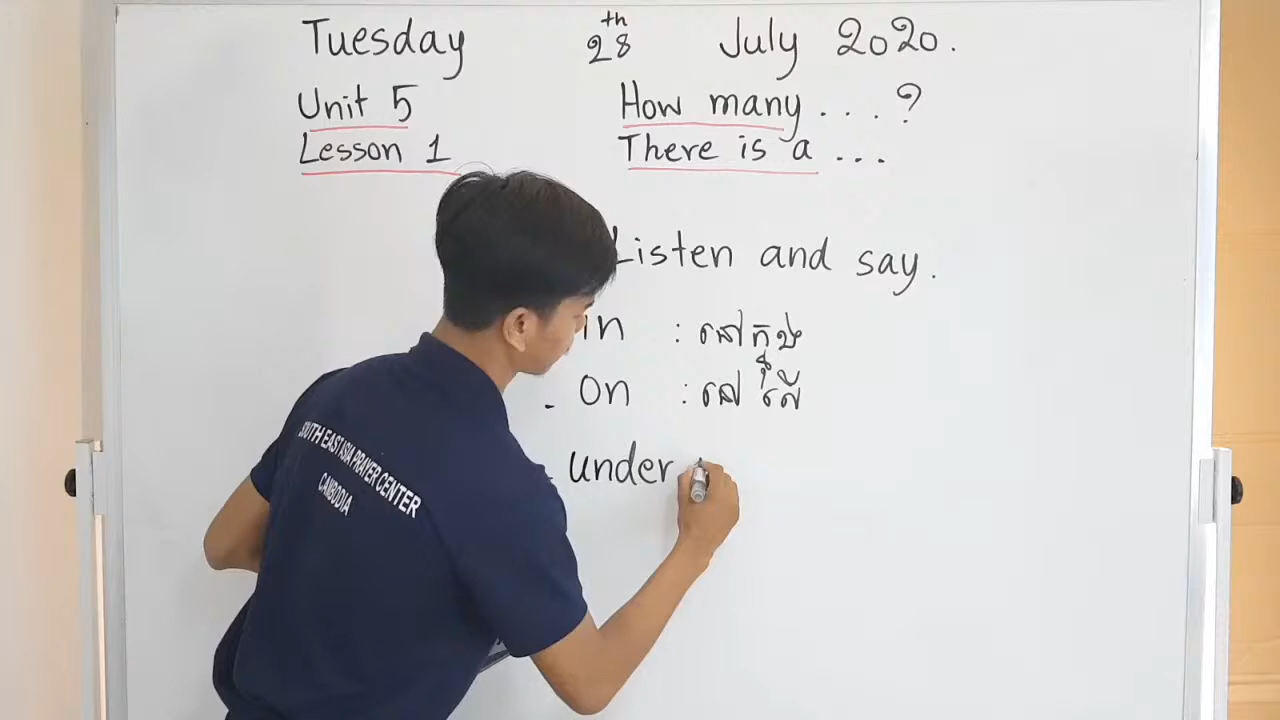 Tuesday 28th July 2020.
Unit 5 How many . . . . ?
Lesson 1 There is a ...
Listen and say.
in : នៅក្នុង
- on : នៅលើ
- under
SOUTH EAST ASIA PRAYER CENTER
CAMBODIA